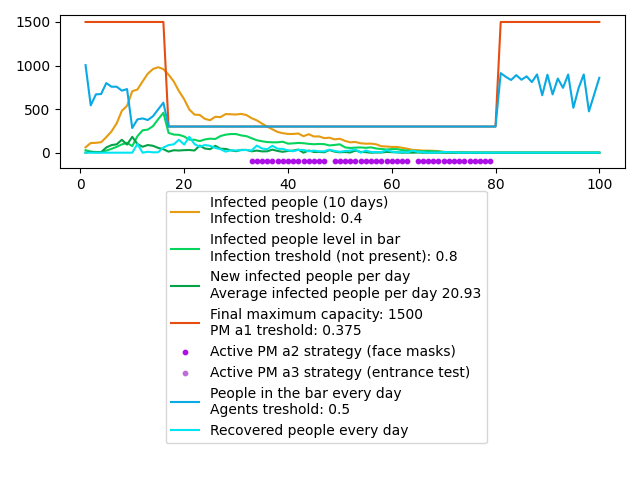 1500
1000
500
0
0
20
40
60
80
100
Infected people (10 days)
Infection treshold: 0.4
Infected people level in bar
Infection treshold (not present): 0.8
New infected people per day
Average infected people per day 20.93
Final maximum capacity: 1500
PM a1 treshold: 0.375
Active PM a2 strategy (face masks)
Active PM a3 strategy (entrance test)
People in the bar every day
Agents treshold: 0.5
Recovered people every day